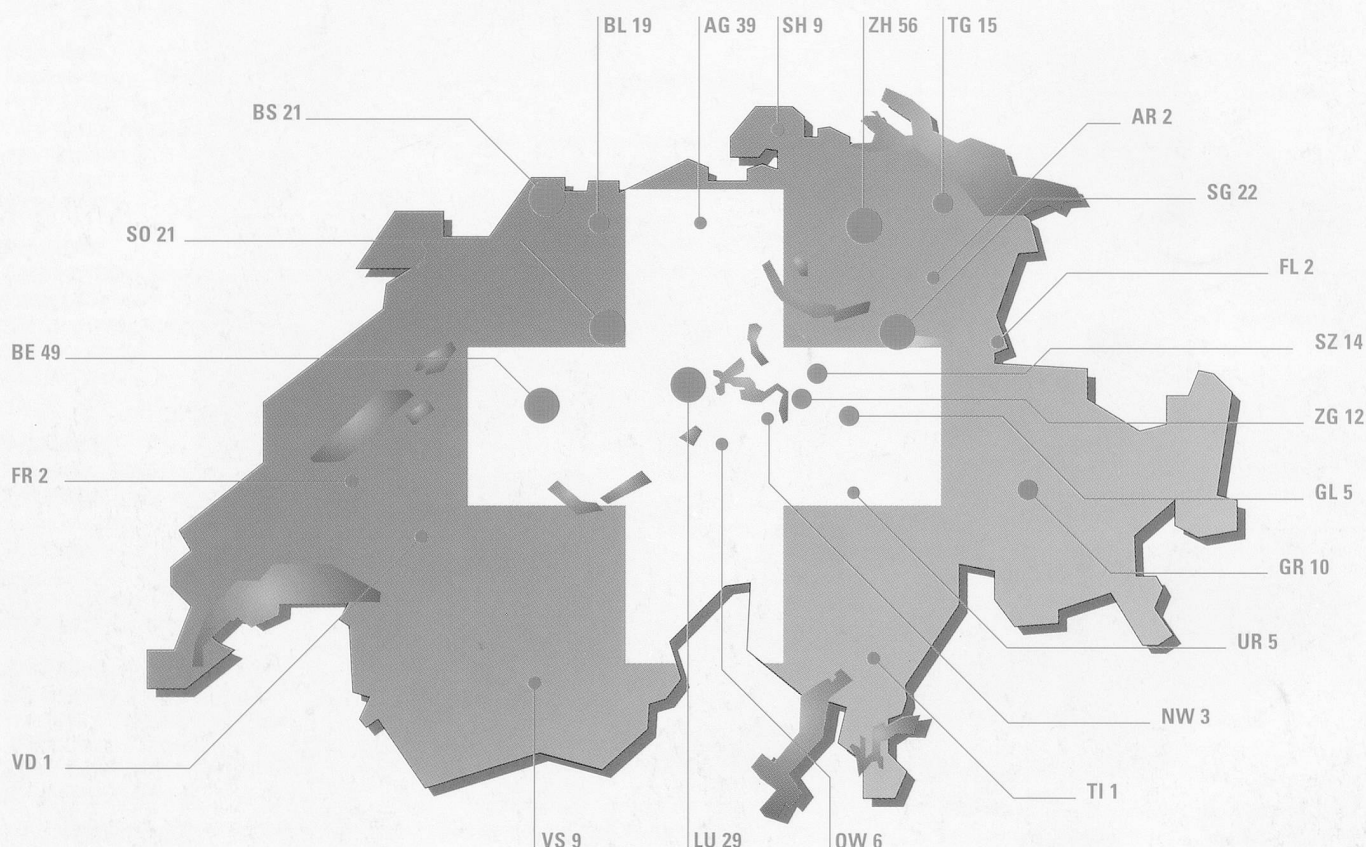 BL 19
AG 39
SH 9
ZH 56
TG 15
BS 21
AR 2
SG 22
SO 21
FL 2
BE 49
SZ 14
ZG 12
FR 2
GL 5
GR 10
UR 5
NW 3
VD 1
TI 1
VS 9
LU 29
OW 6